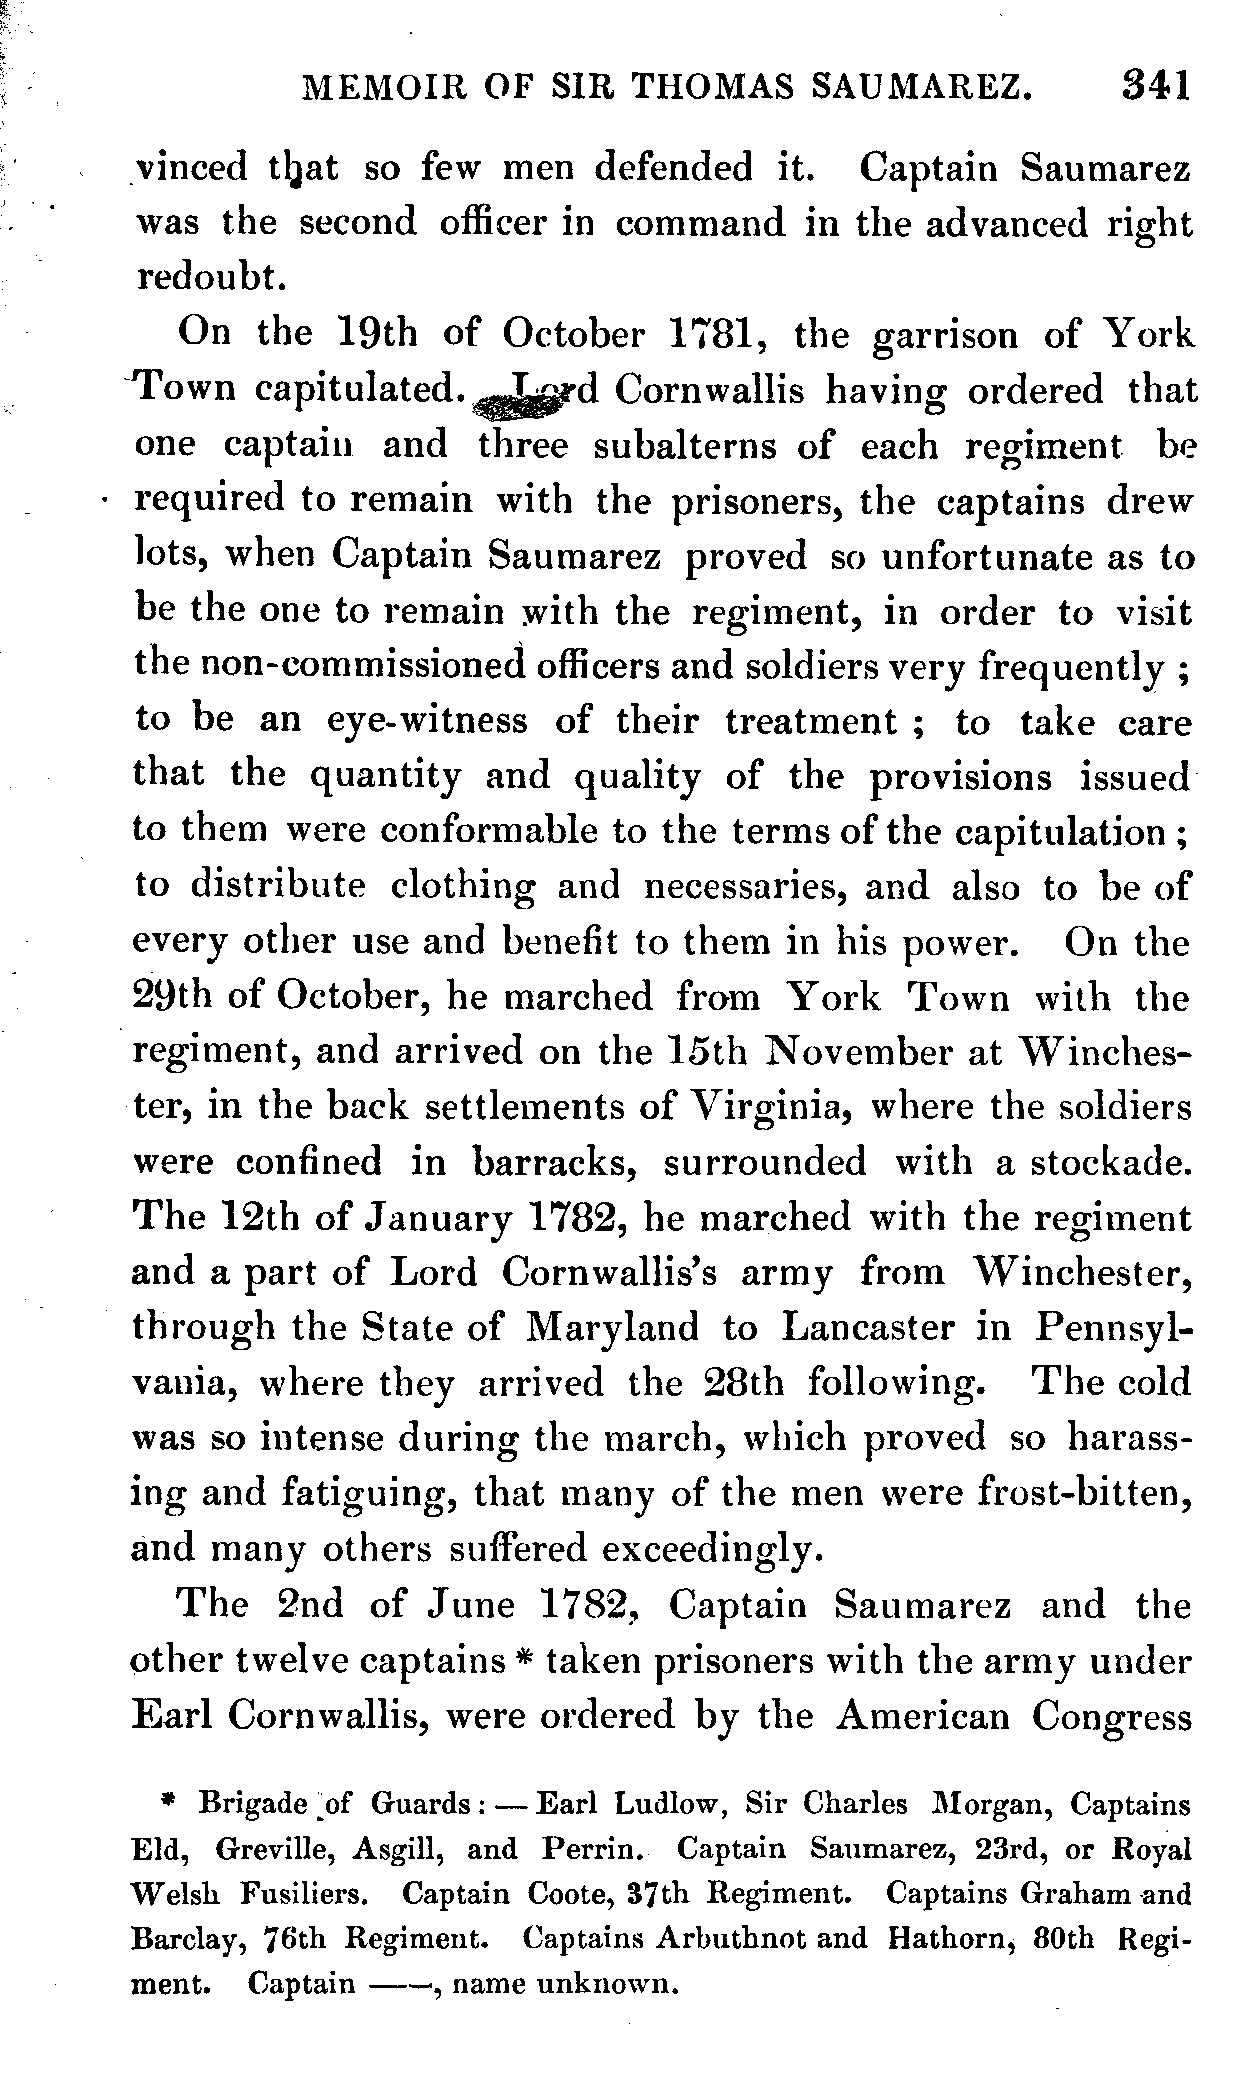 MEMOIR OF SIR THOMAS SAUMAREZ. 341
vinced that so few men defended it. Captain Saumarez
was the second officer in command in the advanced right
redoubt.
On the 19th of October 1781, the garrison of York
Town capitulated. Lord Cornwallis having ordered that
one captain and three subalterns of each regiment be
required to remain with the prisoners, the captains drew
lots, when Captain Saumarez proved so unfortunate as to
be the one to remain with the regiment, in order to visit
the non-commissioned officers and soldiers very frequently ;
to be an eye-witness of their treatment ; to take care
that the quantity and quality of the provisions issued
to them were conformable to the terms of the capitulation ;
to distribute clothing and necessaries, and also to be of
every other use and benefit to them in his power. On the
29th of October, he marched from York Town with the
regiment, and arrived on the 15th November at Winches-
ter, in the back settlements of Virginia, where the soldiers
were confined in barracks, surrounded with a stockade.
The 12th of January 1782, he marched with the regiment
and a part of Lord Cornwallis's army from Winchester,
through the State of Maryland to Lancaster in Pennsyl-
vania, where they arrived the 28th following. The cold
was so intense during the march, which proved so harass-
ing and fatiguing, that many of the men were frost-bitten,
and many others suffered exceedingly.
The 2nd of June 1782, Captain Saumarez and the
other twelve captains * taken prisoners with the army under
Earl Cornwallis, were ordered by the American Congress
* Brigade of Guards : — Earl Ludlow, Sir Charles Morgan, Captains
Eld, Greville, Asgill, and Perrin. Captain Saumarez, 23rd, or Royal
Welsh Fusiliers. Captain Coote, 37th Regiment. Captains Graham and
Barclay, 76th Regiment. Captains Arbuthnot and Hathorn, 80th Regi-
ment. Captain ——, name unknown.